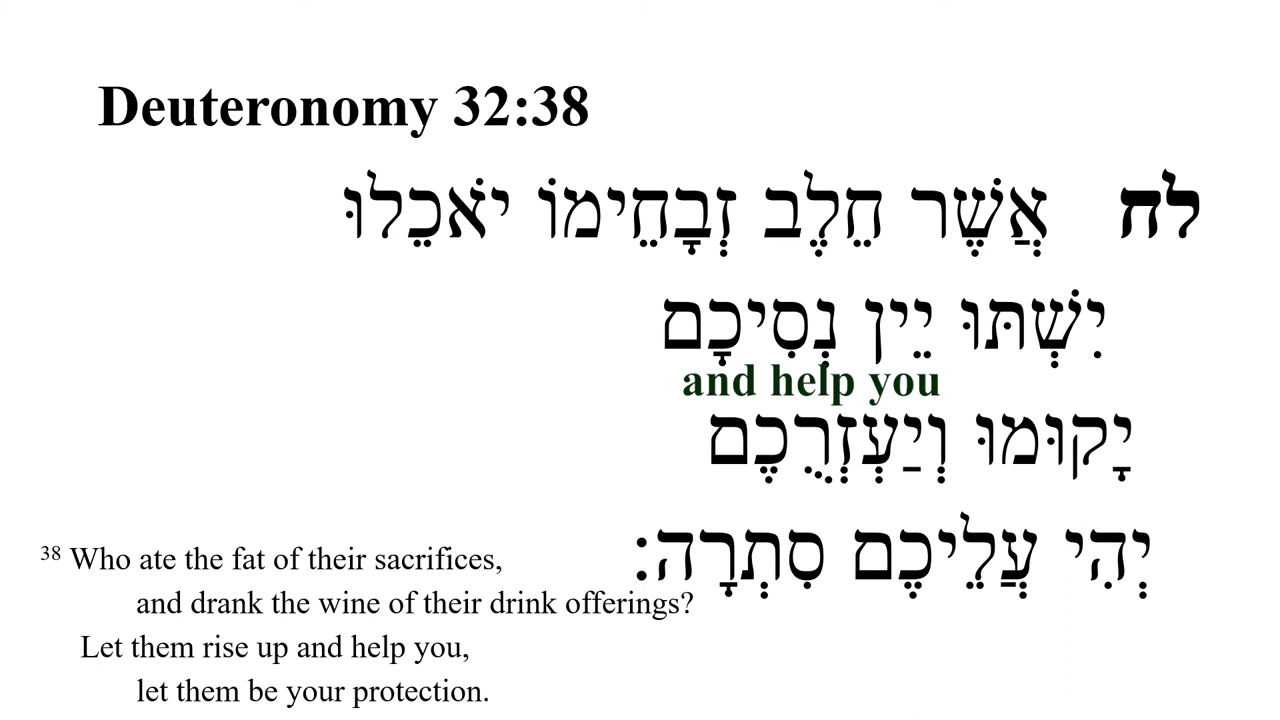 Deuteronomy 32:38
לח אֲשֶׁר חֵלֶב זְבָחֵימוֹ יֹאכֵלוּ
יִשְׁתּוּ יֵין נְסִיכָם
and help you
יָקוּמוּ וְיַעְזְרֻכֶם
יְהִי עֲלֵיכֶם סִתְרָה׃
38 Who ate the fat of their sacrifices,
and drank the wine of their drink offerings?
Let them rise up and help you,
let them be your protection.